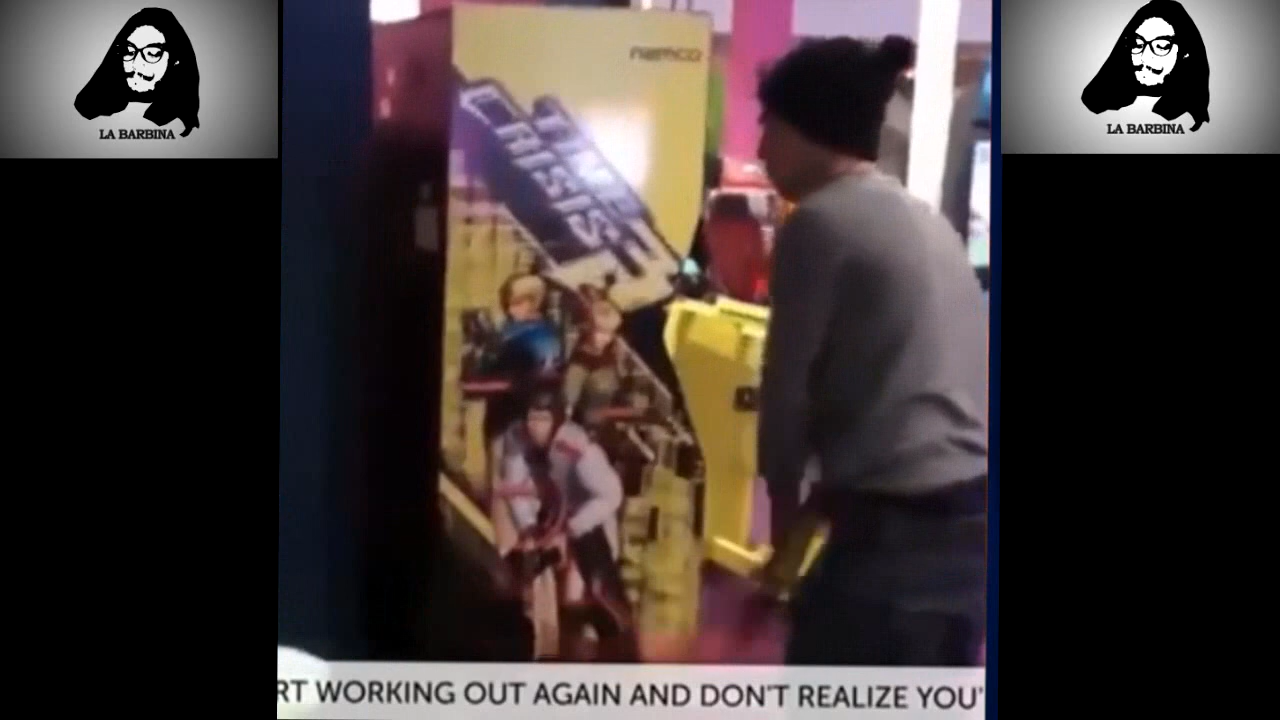 LA BARBINA
namco
TIME
CRISIS
LA BARBINA
RT WORKING OUT AGAIN AND DON'T REALIZE YOU'